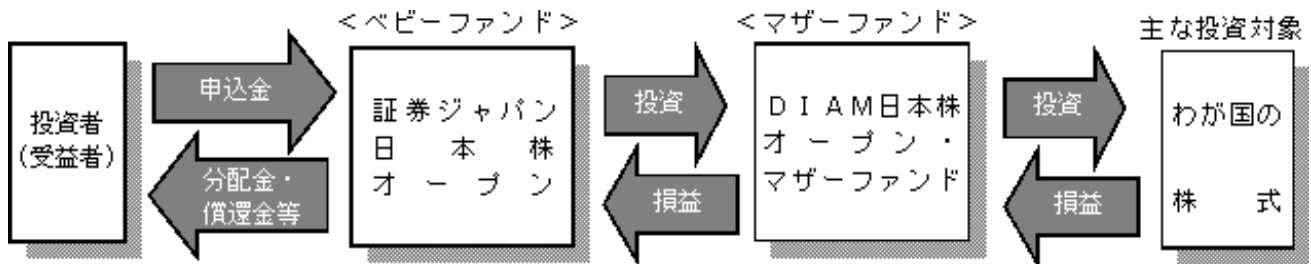 <ベビーファンド>
<マザーファンド>
主な投資対象
投資者
(受益者)
申込金
分配金・
償還金等
証券ジャパン
日本株
オープン
投資
損益
DIAM日本株
オープン・
マザーファンド
投資
損益
わが国の
株式